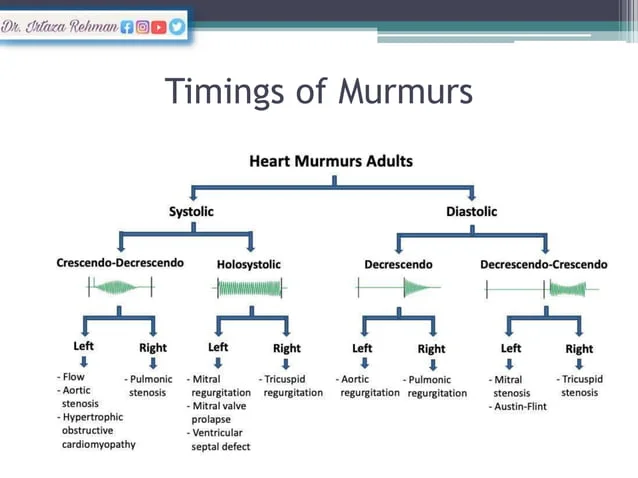 Dr. Irtaza Rehman
Timings of Murmurs
Heart Murmurs Adults
Systolic
Diastolic
Crescendo-Decrescendo
Holosystolic
Decrescendo
Decrescendo-Crescendo
Left
Right
Left
Right
Left
Right
Left
Right
- Flow
- Aortic
stenosis
- Hypertrophic
obstructive
cardiomyopathy
- Pulmonic
stenosis
- Mitral
regurgitation
- Mitral valve
prolapse
- Ventricular
septal defect
- Tricuspid
regurgitation
- Aortic
regurgitation
- Pulmonic
regurgitation
- Mitral
stenosis
- Austin-Flint
- Tricuspid
stenosis